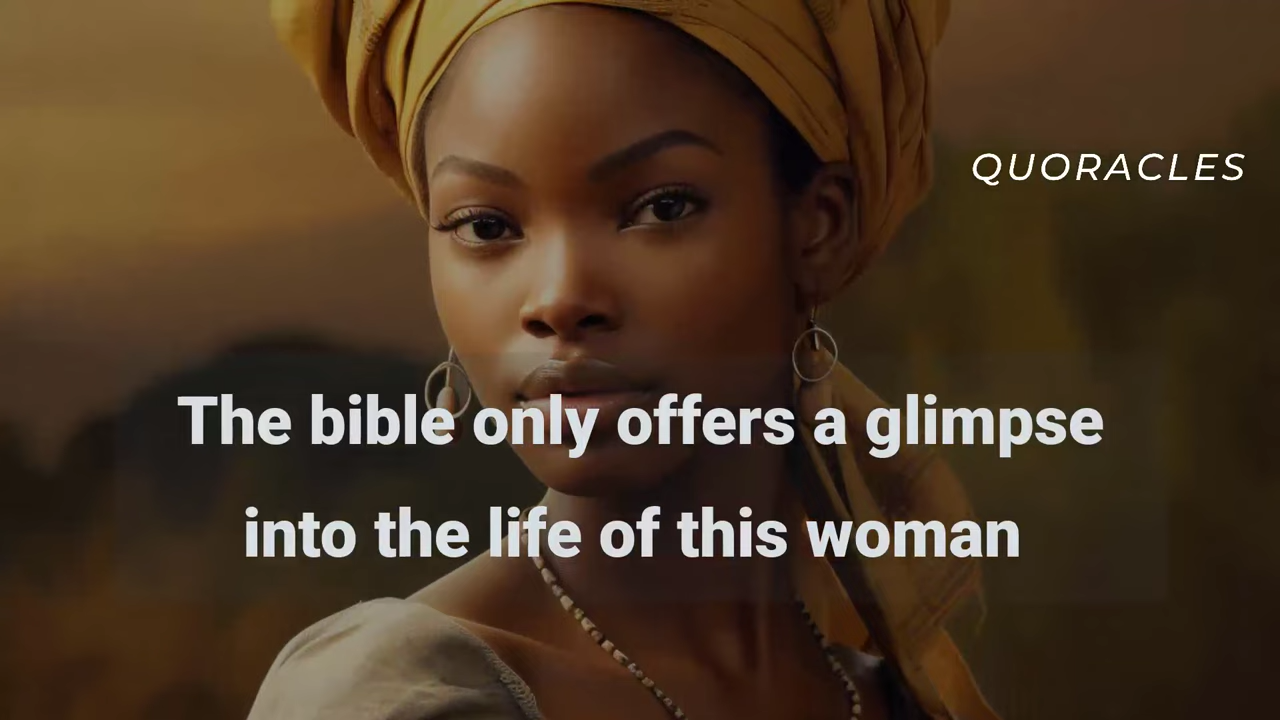 QUORACLES
The bible only offers a glimpse
into the life of this woman